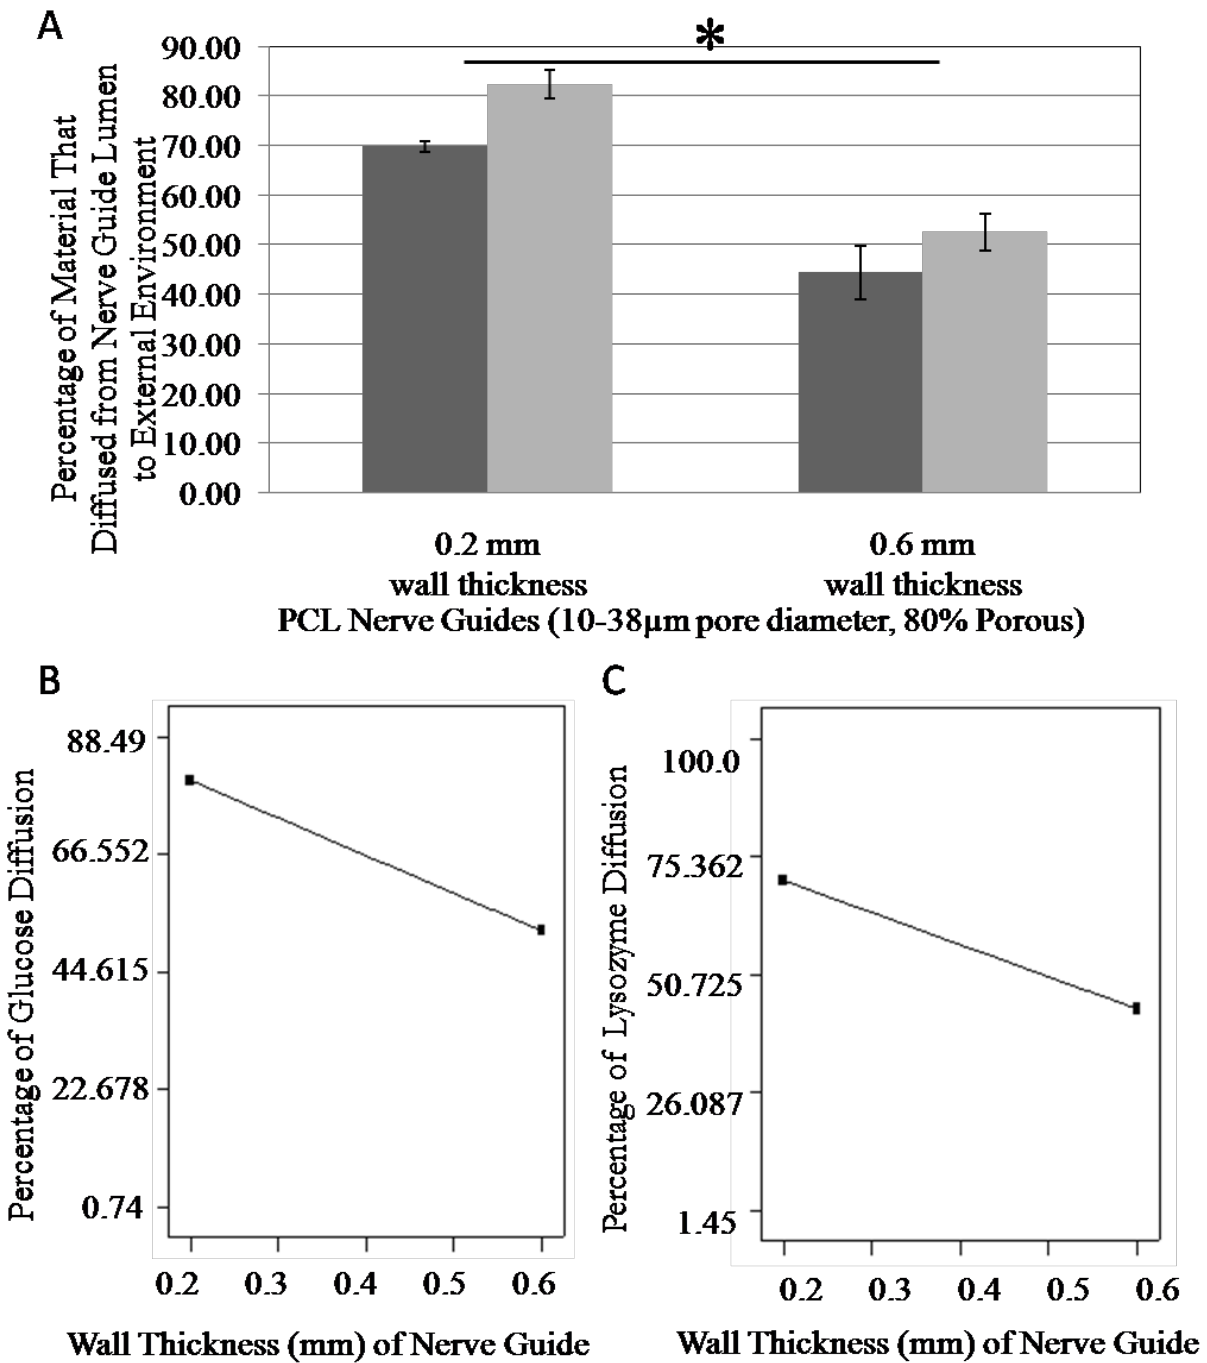 A
*
90.00
80.00
70.00
60.00
50.00
40.00
30.00
20.00
10.00
0.00
Percentage of Material That
Diffused from Nerve Guide Lumen
to External Environment
0.2 mm
wall thickness
0.6 mm
wall thickness
PCL Nerve Guides (10-38µm pore diameter, 80% Porous)
B
88.49
66.552
44.615
22.678
0.74
Percentage of Glucose Diffusion
0.2 0.3 0.4 0.5 0.6
Wall Thickness (mm) of Nerve Guide
C
100.0
75.362
50.725
26.087
1.45
Percentage of Lysozyme Diffusion
0.2 0.3 0.4 0.5 0.6
Wall Thickness (mm) of Nerve Guide